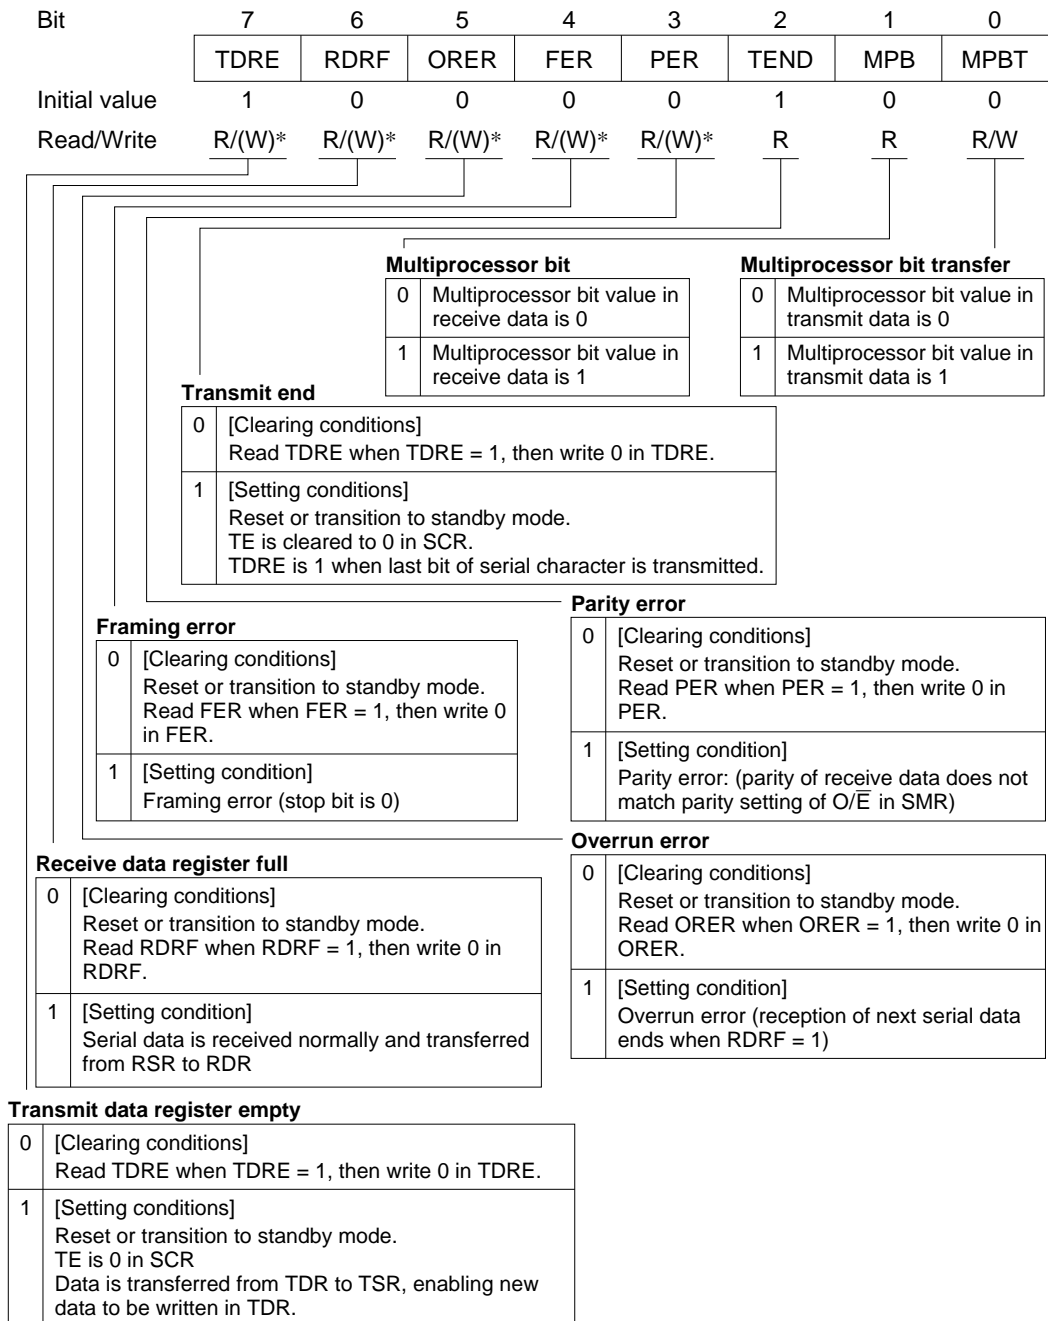 Bit 7 6 5 4 3 2 1 0
TDRE RDRF ORER FER PER TEND MPB MPBT
Initial value 1 0 0 0 0 1 0 0
Read/Write R/(W)* R/(W)* R/(W)* R/(W)* R/(W)* R R R/W
Multiprocessor bit
0 Multiprocessor bit value in
receive data is 0
1 Multiprocessor bit value in
receive data is 1
Multiprocessor bit transfer
0 Multiprocessor bit value in
transmit data is 0
1 Multiprocessor bit value in
transmit data is 1
Transmit end
0 [Clearing conditions]
Read TDRE when TDRE = 1, then write 0 in TDRE.
1 [Setting conditions]
Reset or transition to standby mode.
TE is cleared to 0 in SCR.
TDRE is 1 when last bit of serial character is transmitted.
Parity error
0 [Clearing conditions]
Reset or transition to standby mode.
Read PER when PER = 1, then write 0 in
PER.
1 [Setting condition]
Parity error: (parity of receive data does not
match parity setting of O/E̅ in SMR)
Framing error
0 [Clearing conditions]
Reset or transition to standby mode.
Read FER when FER = 1, then write 0
in FER.
1 [Setting condition]
Framing error (stop bit is 0)
Overrun error
0 [Clearing conditions]
Reset or transition to standby mode.
Read ORER when ORER = 1, then write 0 in
ORER.
1 [Setting condition]
Overrun error (reception of next serial data
ends when RDRF = 1)
Receive data register full
0 [Clearing conditions]
Reset or transition to standby mode.
Read RDRF when RDRF = 1, then write 0 in
RDRF.
1 [Setting condition]
Serial data is received normally and transferred
from RSR to RDR
Transmit data register empty
0 [Clearing conditions]
Read TDRE when TDRE = 1, then write 0 in TDRE.
1 [Setting conditions]
Reset or transition to standby mode.
TE is 0 in SCR
Data is transferred from TDR to TSR, enabling new
data to be written in TDR.